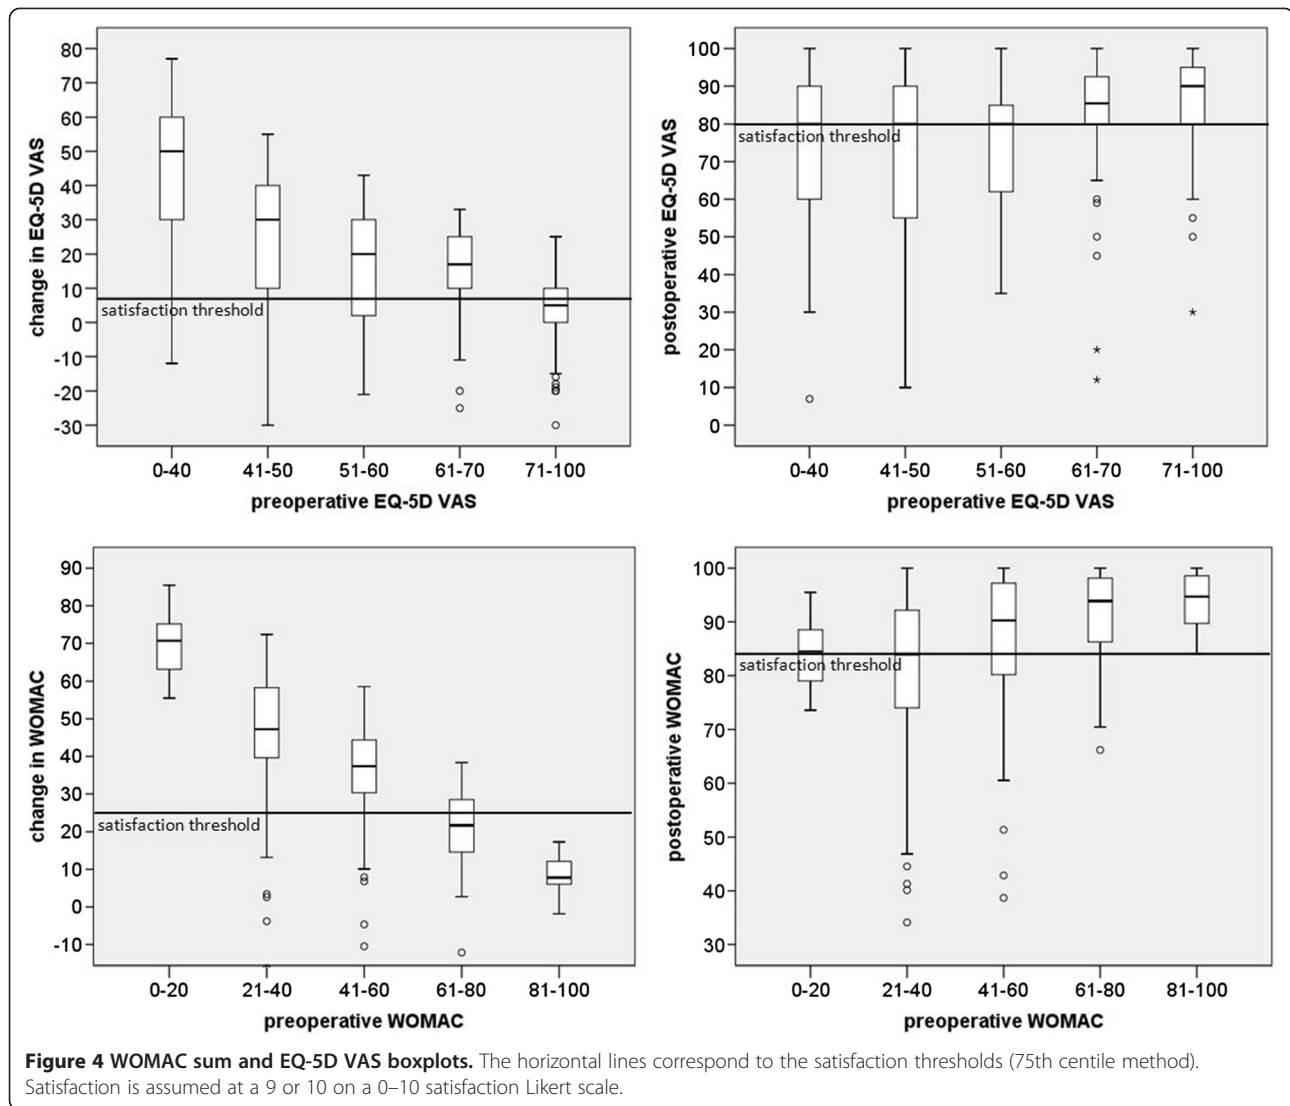 80
70
60
50
40
30
20
10
0
-10
-20
-30
change in EQ-5D VAS
satisfaction threshold
0-40 41-50 51-60 61-70 71-100
preoperative EQ-5D VAS
100
90
80
70
60
50
40
30
20
10
0
postoperative EQ-5D VAS
satisfaction threshold
0-40 41-50 51-60 61-70 71-100
preoperative EQ-5D VAS
90
80
70
60
50
40
30
20
10
0
-10
change in WOMAC
satisfaction threshold
0-20 21-40 41-60 61-80 81-100
preoperative WOMAC
100
90
80
70
60
50
40
30
postoperative WOMAC
satisfaction threshold
0-20 21-40 41-60 61-80 81-100
preoperative WOMAC
Figure 4 WOMAC sum and EQ-5D VAS boxplots. The horizontal lines correspond to the satisfaction thresholds (75th centile method).
Satisfaction is assumed at a 9 or 10 on a 0–10 satisfaction Likert scale.